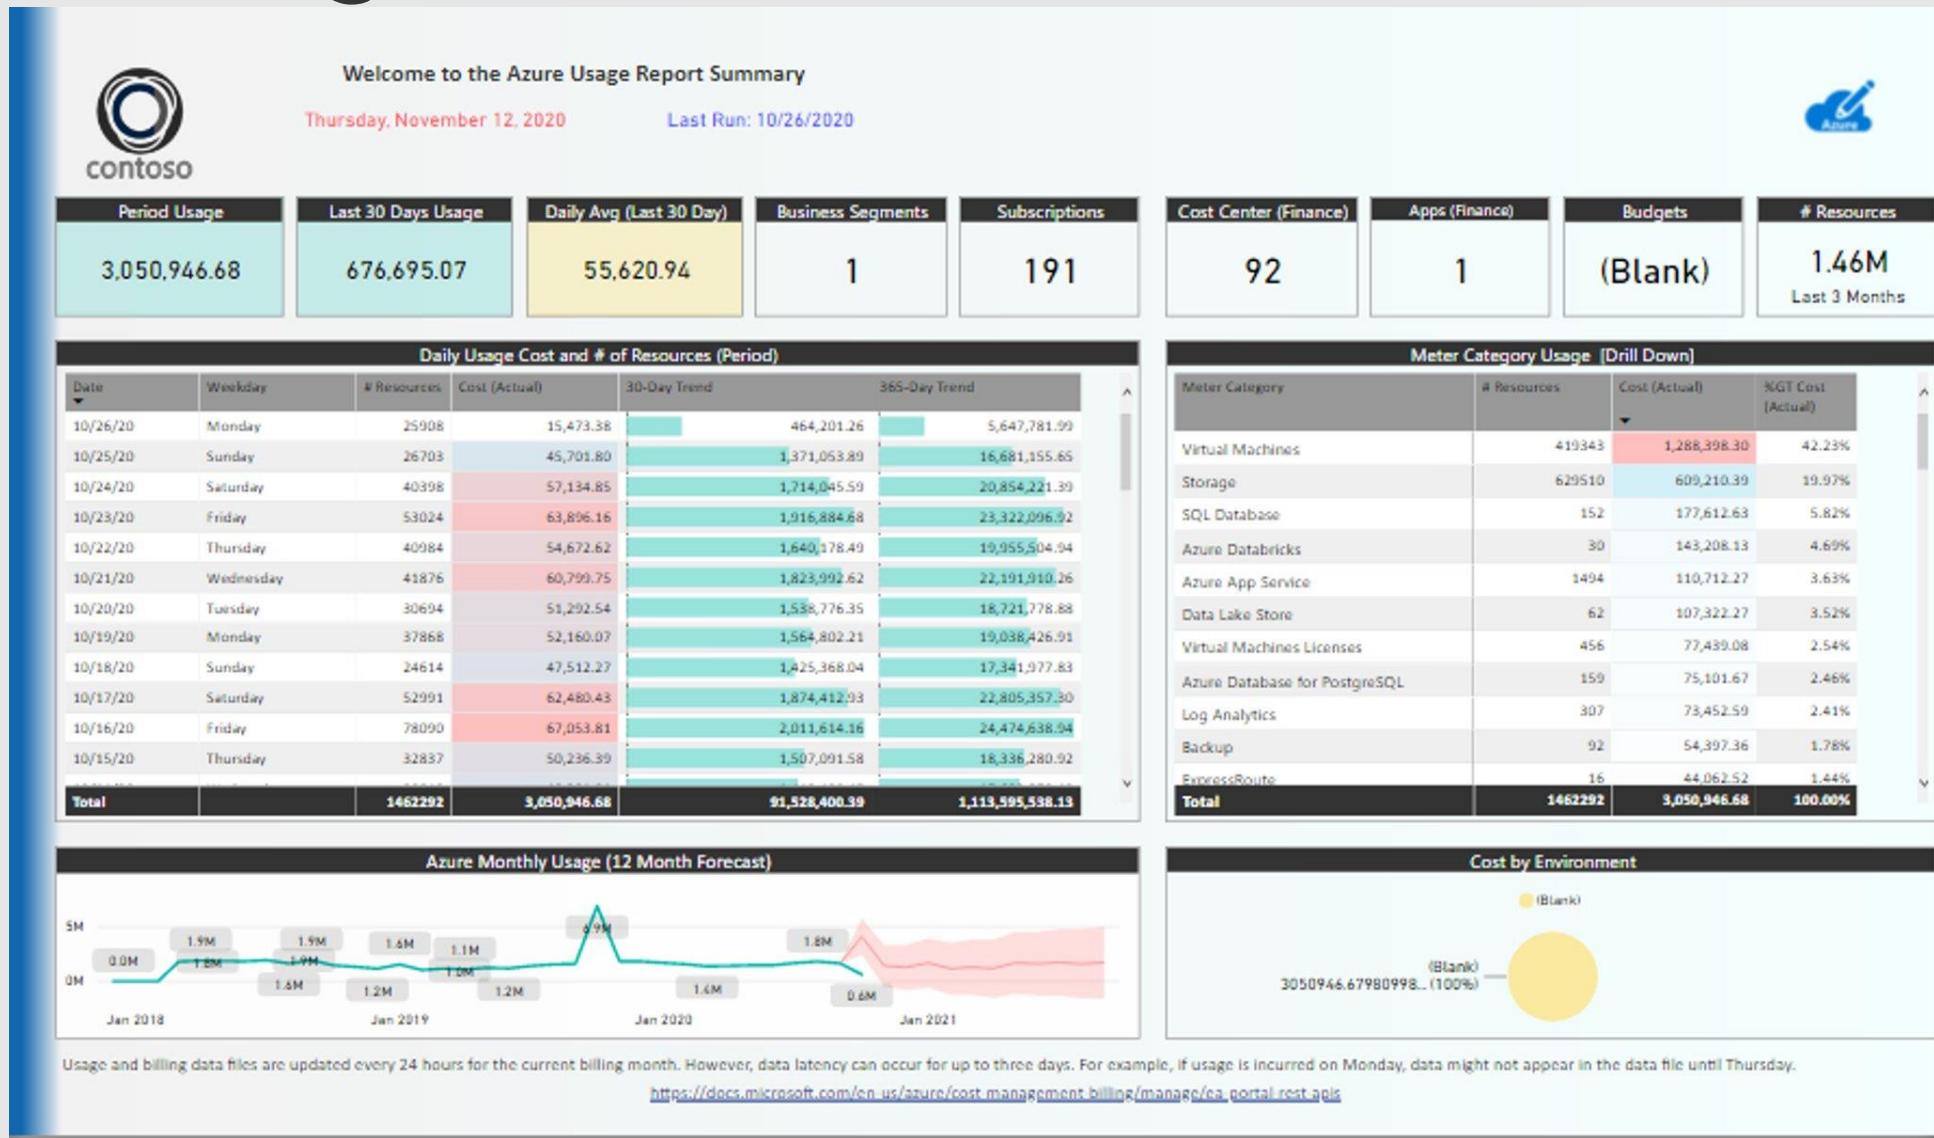 Welcome to the Azure Usage Report Summary
Thursday, November 12, 2020 Last Run: 10/26/2020
contoso
Azure
Period Usage
3,050,946.68
Last 30 Days Usage
676,695.07
Daily Avg (Last 30 Day)
55,620.94
Business Segments
1
Subscriptions
191
Cost Center (Finance)
92
Apps (Finance)
1
Budgets
(Blank)
# Resources
1.46M
Last 3 Months
Daily Usage Cost and # of Resources (Period)
Date Weekday # Resources Cost (Actual) 30-Day Trend 365-Day Trend
10/26/20 Monday 25908 15,473.38 464,201.26 5,647,781.99
10/25/20 Sunday 26703 45,701.80 1,371,053.89 16,681,155.65
10/24/20 Saturday 40398 57,134.85 1,714,045.59 20,854,221.39
10/23/20 Friday 53024 63,896.16 1,916,884.68 23,322,096.92
10/22/20 Thursday 40984 54,672.62 1,640,178.49 19,955,504.94
10/21/20 Wednesday 41876 60,799.75 1,823,992.62 22,191,910.26
10/20/20 Tuesday 30694 51,292.54 1,538,776.35 18,721,778.88
10/19/20 Monday 37868 52,160.07 1,564,802.21 19,038,426.91
10/18/20 Sunday 24614 47,512.27 1,425,368.04 17,341,977.83
10/17/20 Saturday 52991 62,480.43 1,874,412.93 22,805,357.30
10/16/20 Friday 78090 67,053.81 2,011,614.16 24,474,638.94
10/15/20 Thursday 32837 50,236.39 1,507,091.58 18,336,280.92
Total 1462292 3,050,946.68 91,528,400.39 1,113,595,538.13
Meter Category Usage [Drill Down]
Meter Category # Resources Cost (Actual) %GT Cost
(Actual)
Virtual Machines 419343 1,288,398.30 42.23%
Storage 629510 609,210.39 19.97%
SQL Database 152 177,612.63 5.82%
Azure Databricks 30 143,208.13 4.69%
Azure App Service 1494 110,712.27 3.63%
Data Lake Store 62 107,322.27 3.52%
Virtual Machines Licenses 456 77,439.08 2.54%
Azure Database for PostgreSQL 159 75,101.67 2.46%
Log Analytics 307 73,452.59 2.41%
Backup 92 54,397.36 1.78%
ExpressRoute 16 44,062.52 1.44%
Total 1462292 3,050,946.68 100.00%
Azure Monthly Usage (12 Month Forecast)
5M
0M
0.0M
1.9M
1.8M
1.9M
1.9M
1.6M
1.6M
1.2M
1.1M
1.0M
1.2M
6.9M
1.4M
1.8M
0.6M
Jan 2018 Jan 2019 Jan 2020 Jan 2021
Cost by Environment
(Blank)
(Blank)
3050946.67980998... (100%)
Usage and billing data files are updated every 24 hours for the current billing month. However, data latency can occur for up to three days. For example, if usage is incurred on Monday, data might not appear in the data file until Thursday.
https://docs.microsoft.com/en-us/azure/cost-management-billing/manage/ea-portal-rest-apis